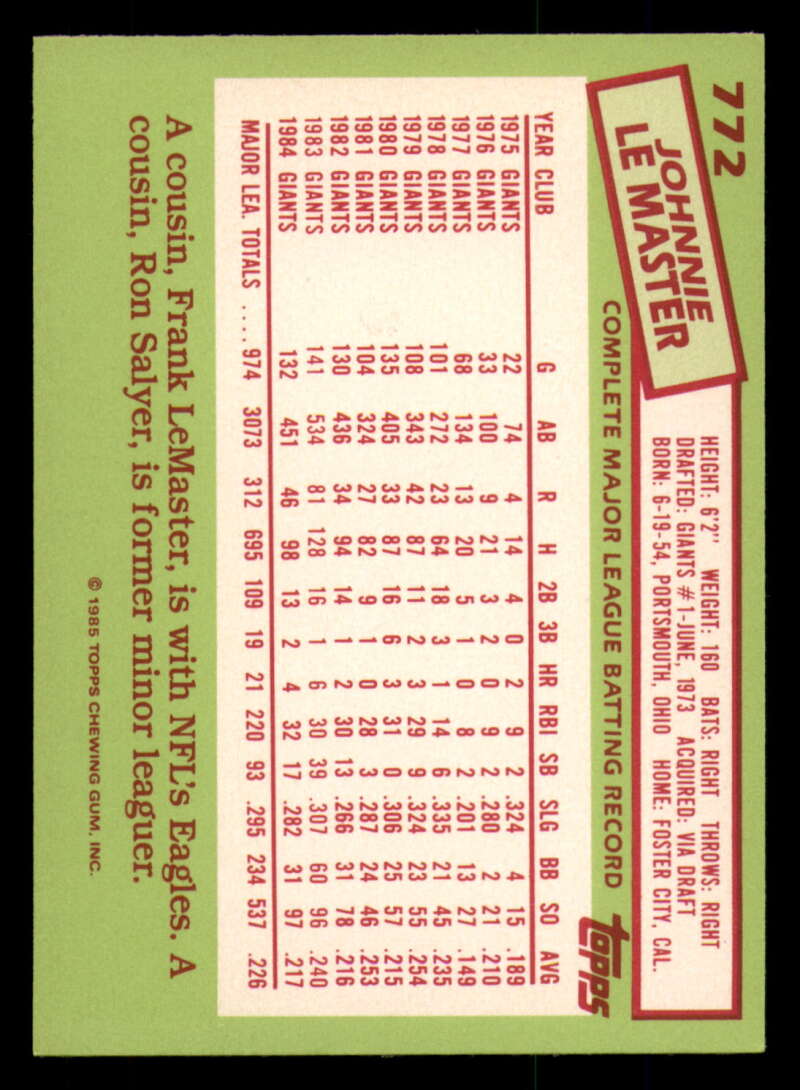 772
JOHNNIE
LE MASTER
HEIGHT: 6'2" WEIGHT: 160 BATS: RIGHT THROWS: RIGHT
DRAFTED: GIANTS #1-JUNE, 1973 ACQUIRED: VIA DRAFT
BORN: 6-19-54, PORTSMOUTH, OHIO HOME: FOSTER CITY, CAL.
COMPLETE MAJOR LEAGUE BATTING RECORD
topps
YEAR CLUB G AB R H 2B 3B HR RBI SB SLG BB SO AVG
1975 GIANTS 22 74 4 14 4 0 2 9 2 .324 4 15 .189
1976 GIANTS 33 100 9 21 3 2 0 9 2 .280 2 21 .210
1977 GIANTS 68 134 13 20 5 1 0 8 2 .201 13 27 .149
1978 GIANTS 101 272 23 64 18 3 1 14 6 .335 21 45 .235
1979 GIANTS 108 343 42 87 11 2 3 29 9 .324 23 55 .254
1980 GIANTS 135 405 33 87 16 6 3 31 0 .306 25 57 .215
1981 GIANTS 104 324 27 82 9 1 0 28 3 .287 24 46 .253
1982 GIANTS 130 436 34 94 14 1 2 30 13 .266 31 78 .216
1983 GIANTS 141 534 81 128 16 1 6 30 39 .307 60 96 .240
1984 GIANTS 132 451 46 98 13 2 4 32 17 .282 31 97 .217
MAJOR LEA. TOTALS .... 974 3073 312 695 109 19 21 220 93 .295 234 537 .226
A cousin, Frank LeMaster, is with NFL's Eagles. A
cousin, Ron Salyer, is former minor leaguer.
© 1985 TOPPS CHEWING GUM, INC.